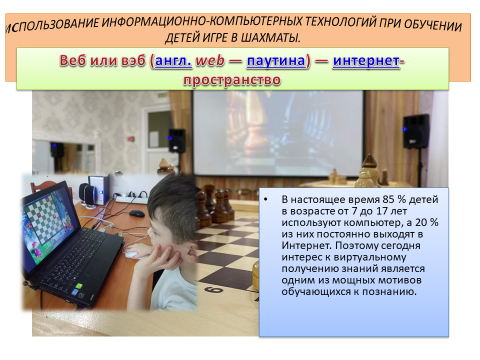 ИСПОЛЬЗОВАНИЕ ИНФОРМАЦИОННО-КОМПЬЮТЕРНЫХ ТЕХНОЛОГИЙ ПРИ ОБУЧЕНИИ
ДЕТЕЙ ИГРЕ В ШАХМАТЫ.
Веб или вэб (англ. web — паутина) — интернет-
пространство
• В настоящее время 85 % детей
в возрасте от 7 до 17 лет
используют компьютер, а 20 %
из них постоянно выходят в
Интернет. Поэтому сегодня
интерес к виртуальному
получению знаний является
одним из мощных мотивов
обучающихся к познанию.